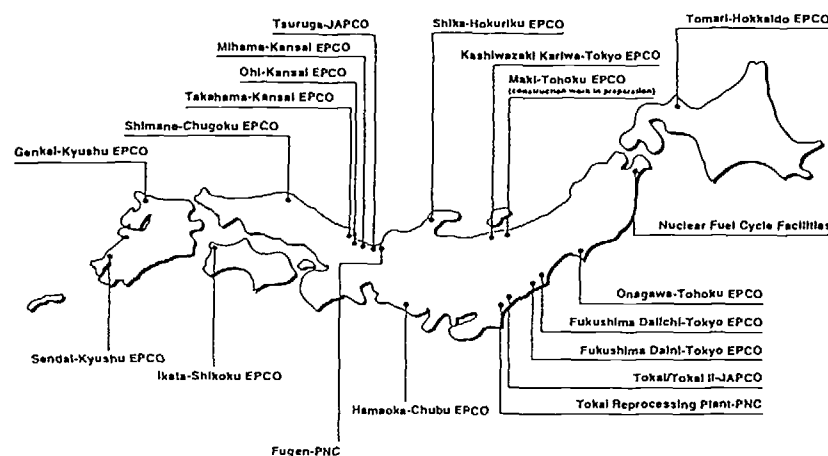 Tsuruga-JAPCO
Shika-Hokuriku EPCO
Tomari-Hokkaido EPCO
Mihama-Kansai EPCO
Kashiwazaki Kariwa-Tokyo EPCO
Ohi-Kansai EPCO
Maki-Tohoku EPCO
(construction work in preparation)
Takahama-Kansai EPCO
Shimane-Chugoku EPCO
Genkai-Kyushu EPCO
Nuclear Fuel Cycle Facilities
Onagawa-Tohoku EPCO
Fukushima Daiichi-Tokyo EPCO
Fukushima Daini-Tokyo EPCO
Sendai-Kyushu EPCO
Ikata-Shikoku EPCO
Tokai/Tokai II-JAPCO
Hamaoka-Chubu EPCO
Tokai Reprocessing Plant-PNC
Fugen-PNC